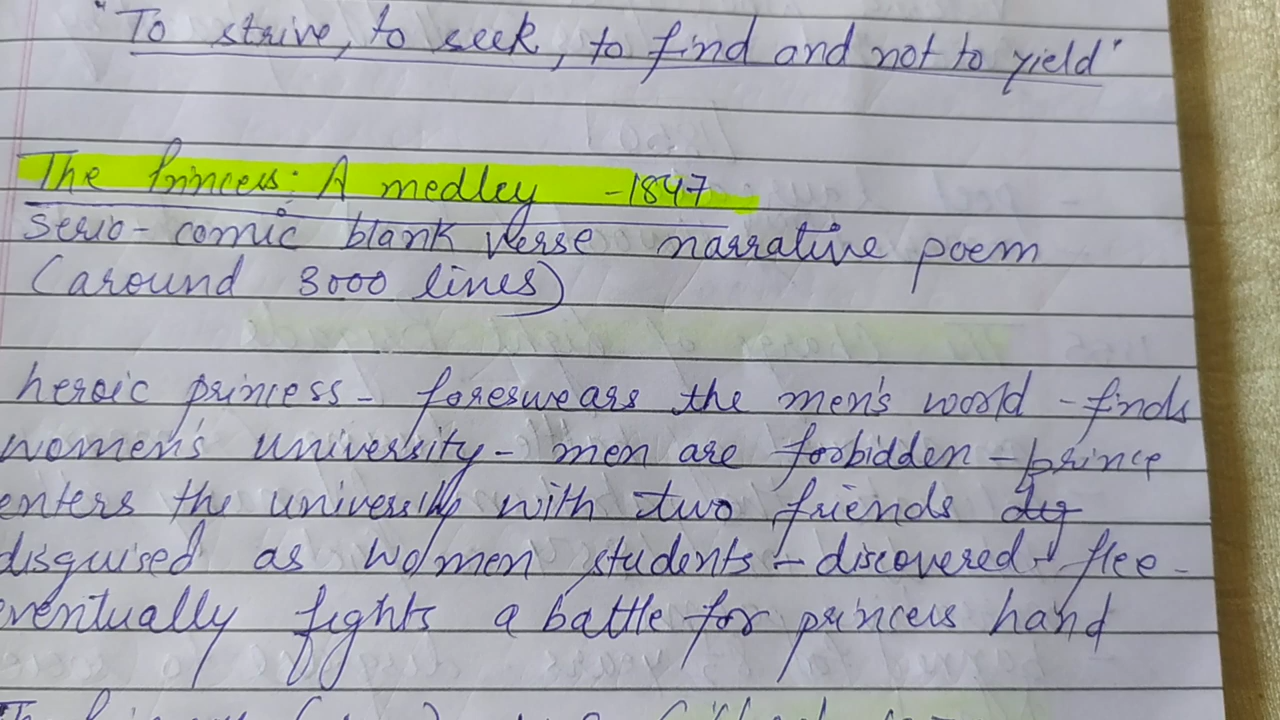 "To strive, to seek, to find and not to yield"
The Princess: A medley - 1847
serio-comic blank verse narrative poem
(around 3000 lines)
heroic princess - foreswears the men's world - finds
women's university - men are forbidden - prince
enters the university with two friends
disguised as women students - discovered + flee -
eventually fights a battle for princess hand